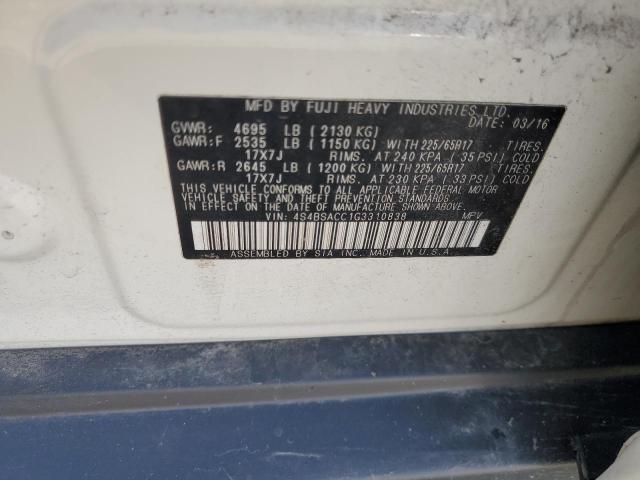 MFD BY FUJI HEAVY INDUSTRIES LTD.
DATE: 03/16
GVWR: 4695 LB (2130 KG)
GAWR:F 2535 LB (1150 KG) WITH 225/65R17 TIRES.
17X7J RIMS. AT 240 KPA (35 PSI) COLD
GAWR:R 2645 LB (1200 KG) WITH 225/65R17 TIRES.
17X7J RIMS. AT 230 KPA (33 PSI) COLD
THIS VEHICLE CONFORMS TO ALL APPLICABLE FEDERAL MOTOR
VEHICLE SAFETY AND THEFT PREVENTION STANDARDS IN
EFFECT ON THE DATE OF MANUFACTURE SHOWN ABOVE.
VIN: 4S4BSACC1G3310838 MPV
ASSEMBLED BY SIA INC. MADE IN U.S.A